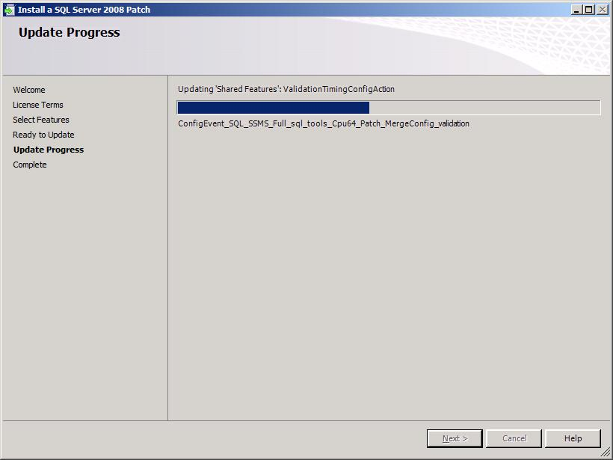 Install a SQL Server 2008 Patch
Update Progress
Welcome
License Terms
Select Features
Ready to Update
Update Progress
Complete
Updating 'Shared Features': ValidationTimingConfigAction
ConfigEvent_SQL_SSMS_Full_sql_tools_Cpu64_Patch_MergeConfig_validation
Next >
Cancel
Help